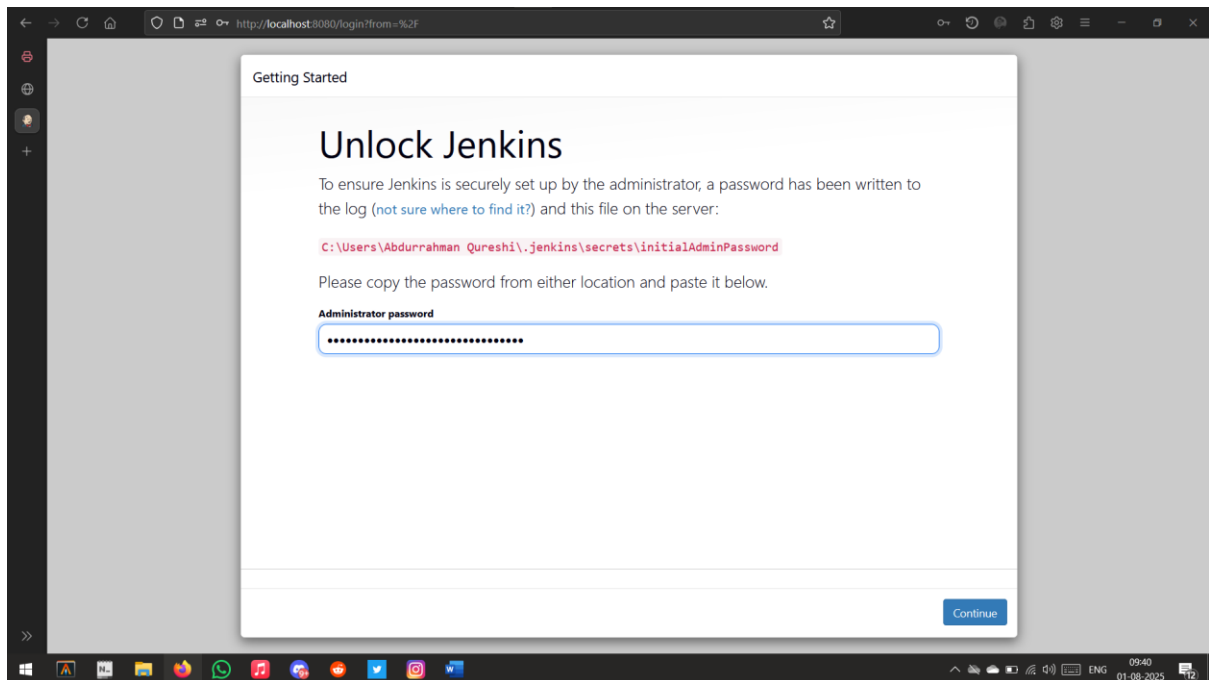 http://localhost:8080/login?from=%2F
Getting Started
Unlock Jenkins
To ensure Jenkins is securely set up by the administrator, a password has been written to
the log (not sure where to find it?) and this file on the server:
C:\Users\Abdurrahman Qureshi\.jenkins\secrets\initialAdminPassword
Please copy the password from either location and paste it below.
Administrator password
••••••••••••••••••••••••••••••••
Continue
ENG
09:40
01-08-2025
12